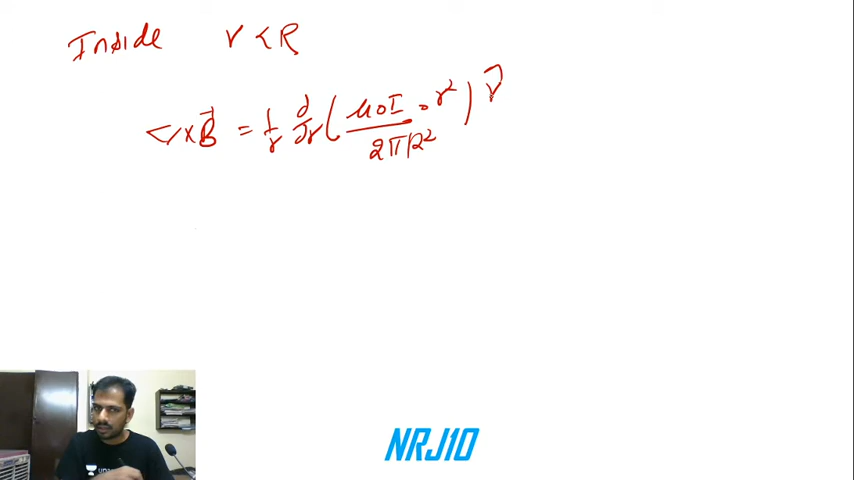 Inside r < R
∇ x B⃗ = 1/r d/dr ( μ0I/2πR² . r² ) r̂
NRJ10